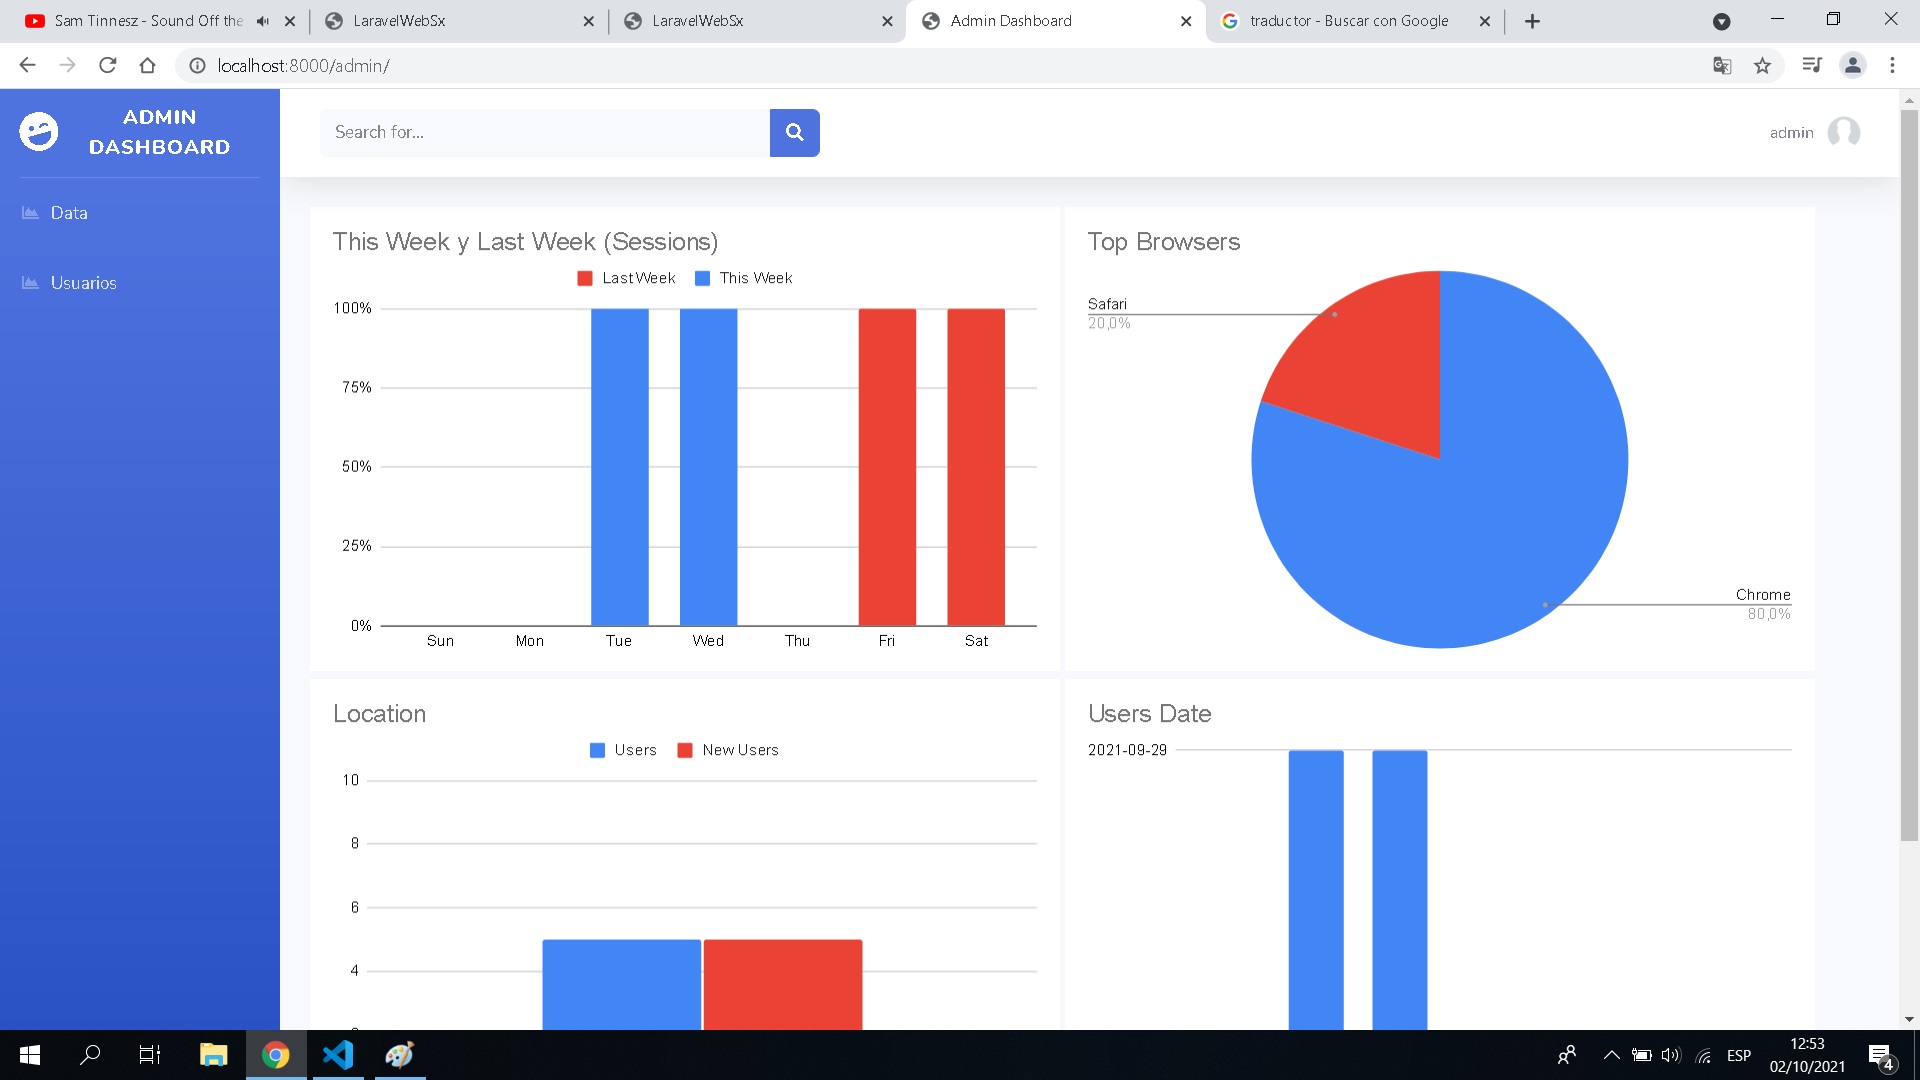 Sam Tinnesz - Sound Off the
LaravelWebSx
LaravelWebSx
Admin Dashboard
traductor - Buscar con Google
localhost:8000/admin/
ADMIN
DASHBOARD
Data
Usuarios
Search for...
admin
This Week y Last Week (Sessions)
Last Week
This Week
100%
75%
50%
25%
0%
Sun Mon Tue Wed Thu Fri Sat
Top Browsers
Safari
20,0%
Chrome
80,0%
Location
Users
New Users
10
8
6
4
Users Date
2021-09-29
ESP
12:53
02/10/2021
4